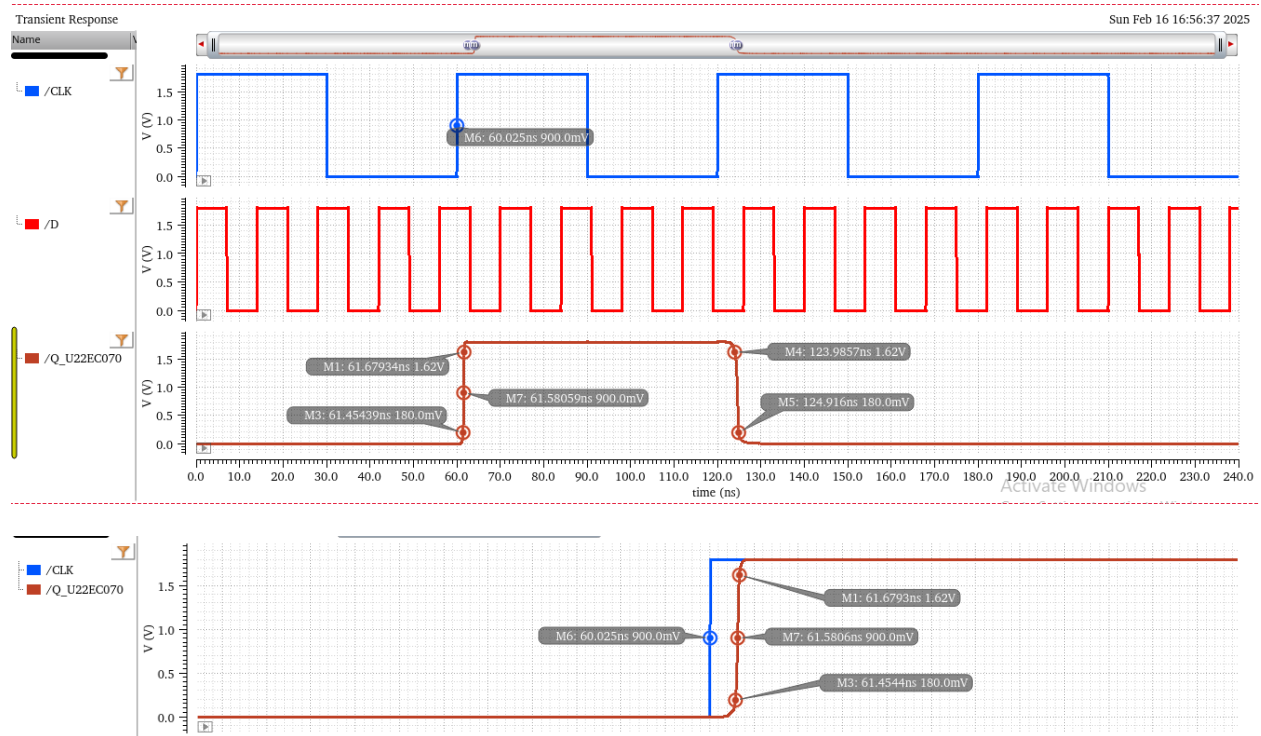 Transient Response
Sun Feb 16 16:56:37 2025
Name
/CLK
V (V)
1.5
1.0
0.5
0.0
M6: 60.025ns 900.0mV
/D
V (V)
1.5
1.0
0.5
0.0
/Q_U22EC070
V (V)
1.5
1.0
0.5
0.0
M1: 61.67934ns 1.62V
M7: 61.58059ns 900.0mV
M3: 61.45439ns 180.0mV
M4: 123.9857ns 1.62V
M5: 124.916ns 180.0mV
0.0 10.0 20.0 30.0 40.0 50.0 60.0 70.0 80.0 90.0 100.0 110.0 120.0 130.0 140.0 150.0 160.0 170.0 180.0 190.0 200.0 210.0 220.0 230.0 240.0
time (ns)
Activate Windows
/CLK
/Q_U22EC070
V (V)
1.5
1.0
0.5
0.0
M1: 61.6793ns 1.62V
M6: 60.025ns 900.0mV
M7: 61.5806ns 900.0mV
M3: 61.4544ns 180.0mV